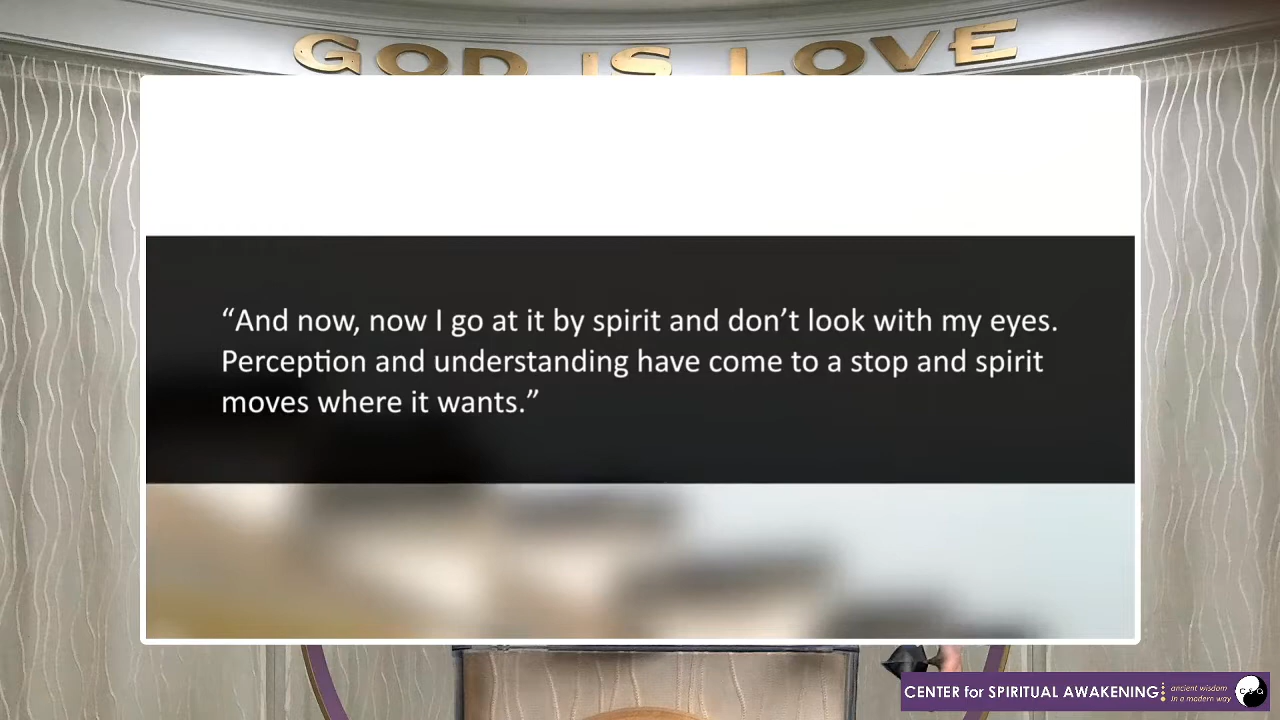 GOD IS LOVE
“And now, now I go at it by spirit and don’t look with my eyes.
Perception and understanding have come to a stop and spirit
moves where it wants.”
CENTER for SPIRITUAL AWAKENING
ancient wisdom
in a modern way